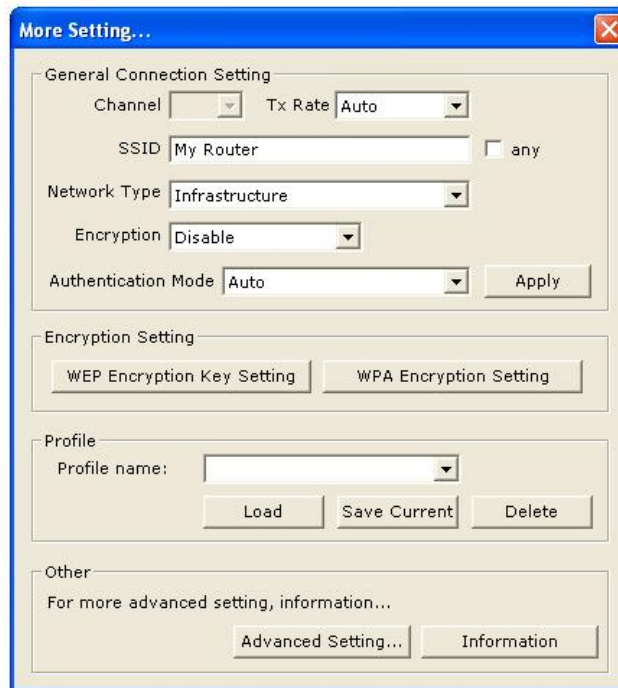 More Setting...
General Connection Setting
Channel Tx Rate Auto
SSID My Router any
Network Type Infrastructure
Encryption Disable
Authentication Mode Auto Apply
Encryption Setting
WEP Encryption Key Setting WPA Encryption Setting
Profile
Profile name:
Load Save Current Delete
Other
For more advanced setting, information...
Advanced Setting... Information